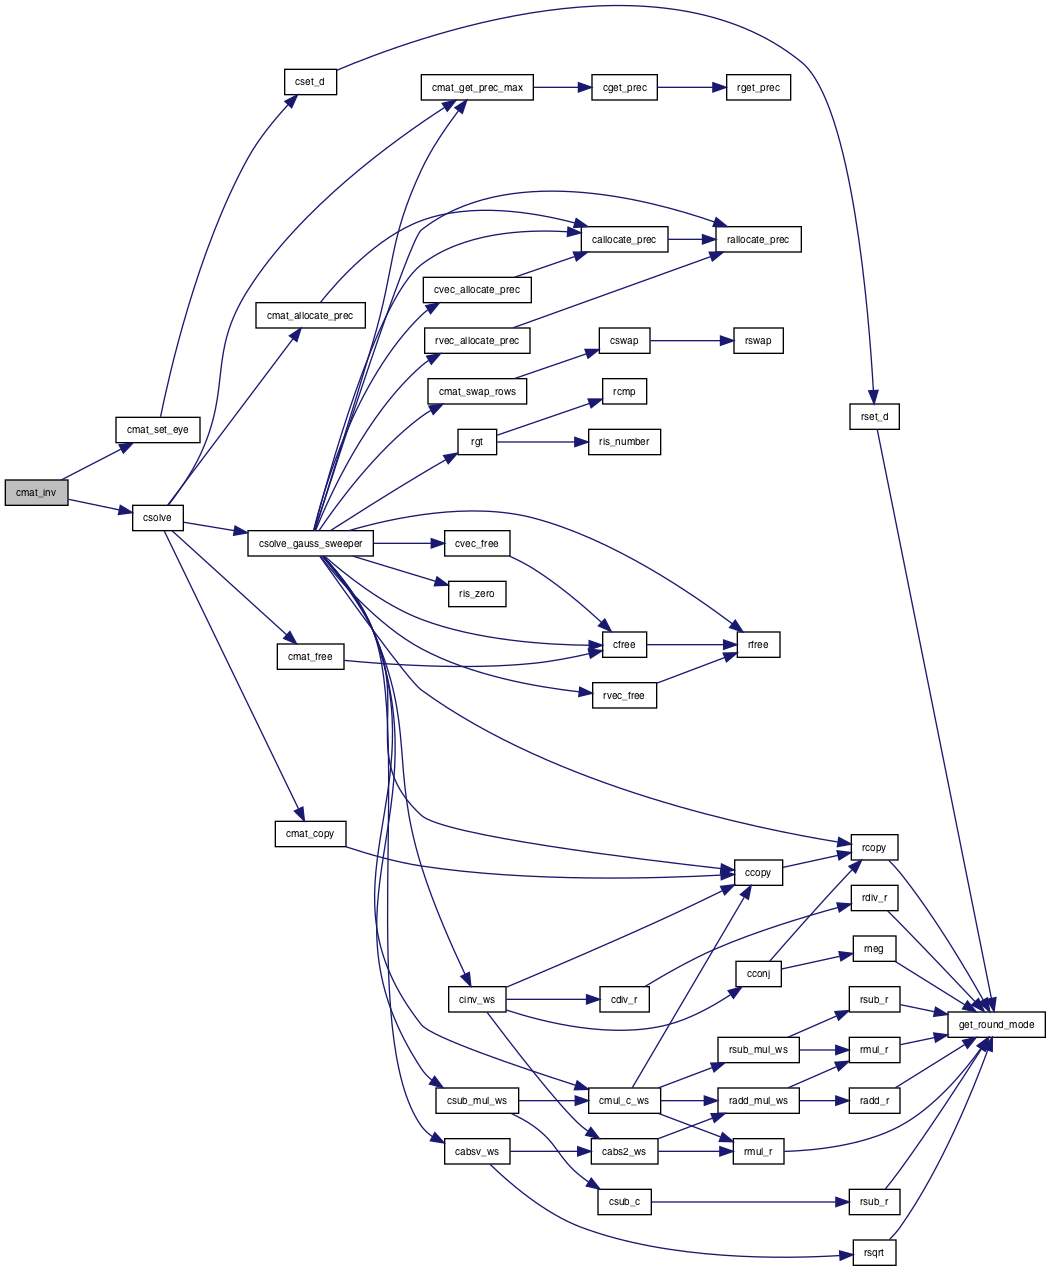 cset_d
cmat_get_prec_max
cget_prec
rget_prec
callocate_prec
rallocate_prec
cvec_allocate_prec
cmat_allocate_prec
rvec_allocate_prec
cswap
rswap
cmat_swap_rows
rcmp
rset_d
cmat_set_eye
rgt
ris_number
cmat_inv
csolve
csolve_gauss_sweeper
cvec_free
ris_zero
cfree
rfree
cmat_free
rvec_free
cmat_copy
rcopy
ccopy
rdiv_r
rneg
cconj
cinv_ws
cdiv_r
rsub_r
get_round_mode
rsub_mul_ws
rmul_r
csub_mul_ws
cmul_c_ws
radd_mul_ws
radd_r
cabsv_ws
cabs2_ws
rmul_r
csub_c
rsub_r
rsqrt